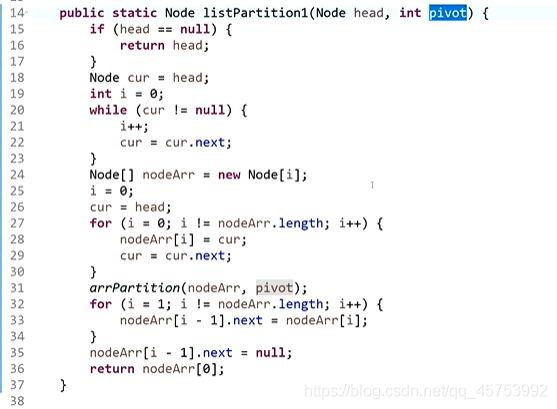 14 public static Node listPartition1(Node head, int pivot) {
15 if (head == null) {
16 return head;
17 }
18 Node cur = head;
19 int i = 0;
20 while (cur != null) {
21 i++;
22 cur = cur.next;
23 }
24 Node[] nodeArr = new Node[i];
25 i = 0;
26 cur = head;
27 for (i = 0; i != nodeArr.length; i++) {
28 nodeArr[i] = cur;
29 cur = cur.next;
30 }
31 arrPartition(nodeArr, pivot);
32 for (i = 1; i != nodeArr.length; i++) {
33 nodeArr[i - 1].next = nodeArr[i];
34 }
35 nodeArr[i - 1].next = null;
36 return nodeArr[0];
37 }
38
https://blog.csdn.net/qq_45753992